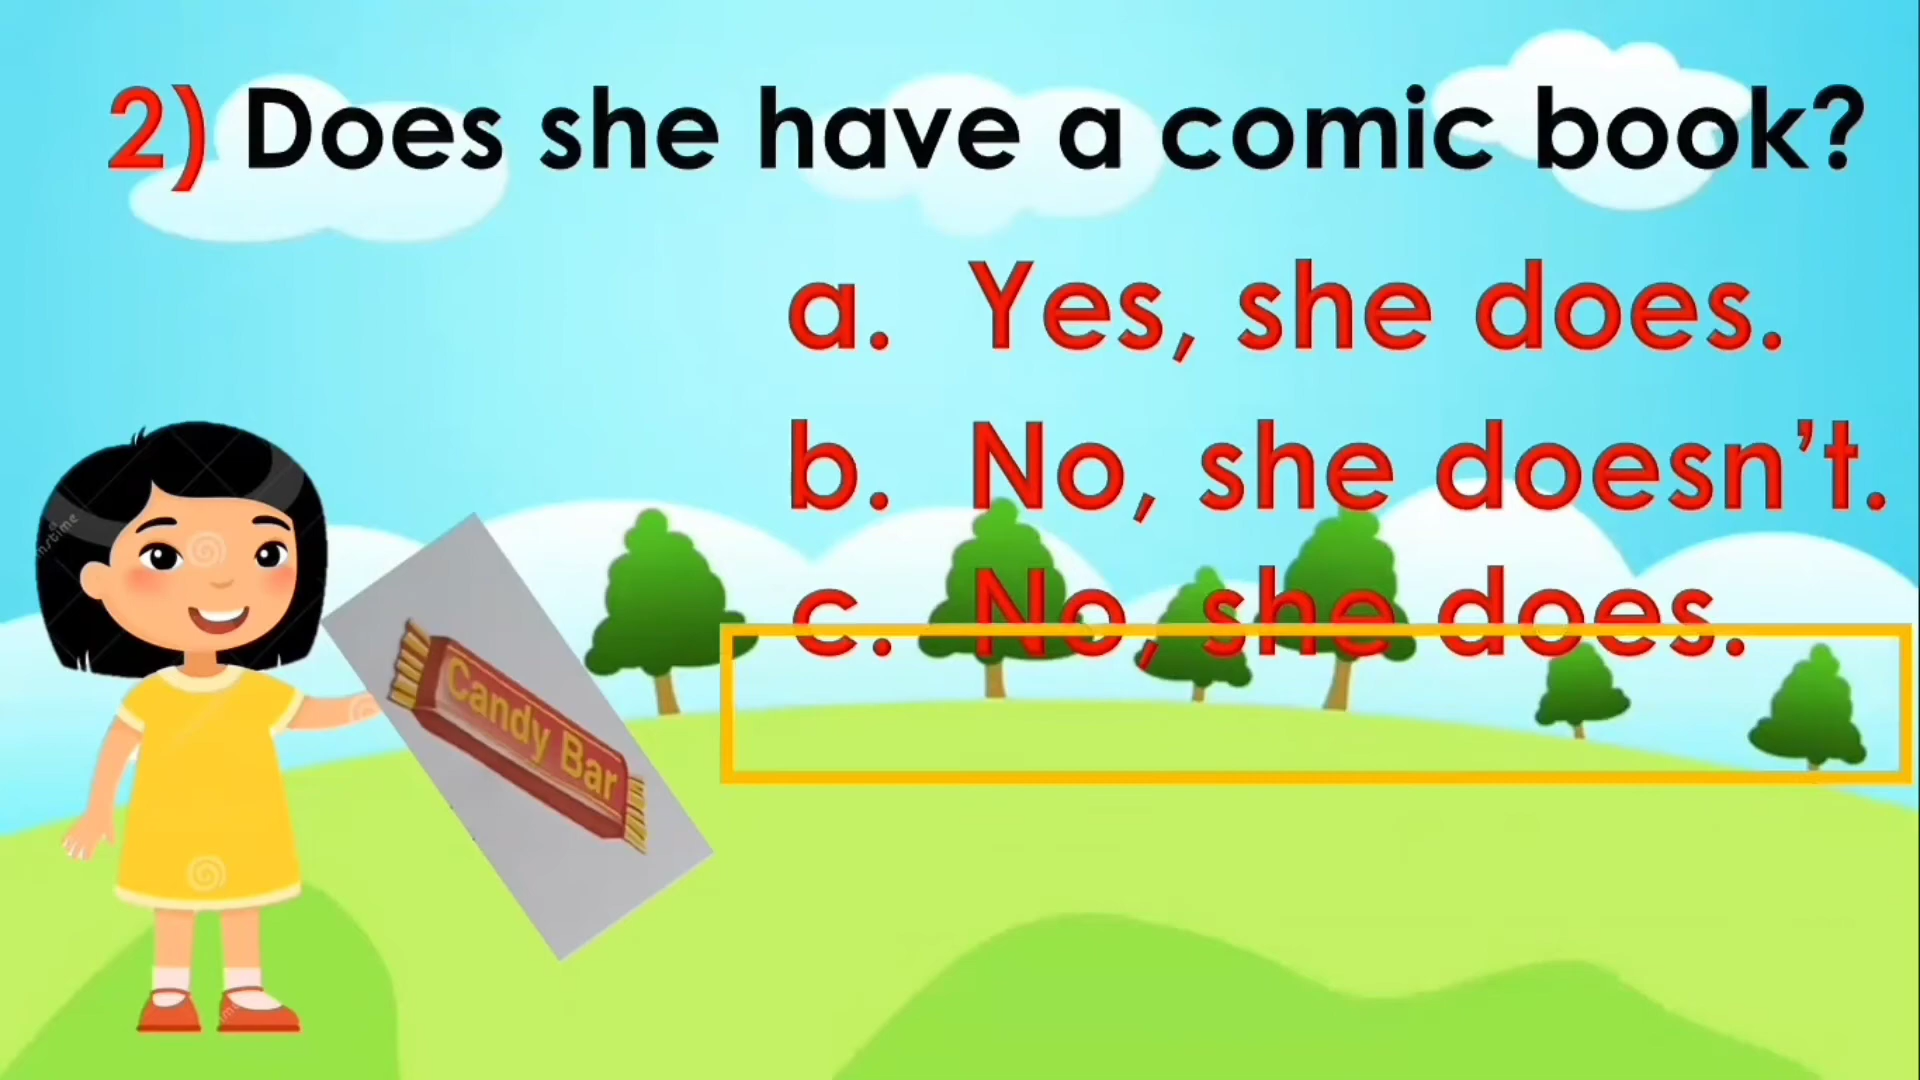 2) Does she have a comic book?
a. Yes, she does.
b. No, she doesn’t.
c. No, she does.
Candy Bar